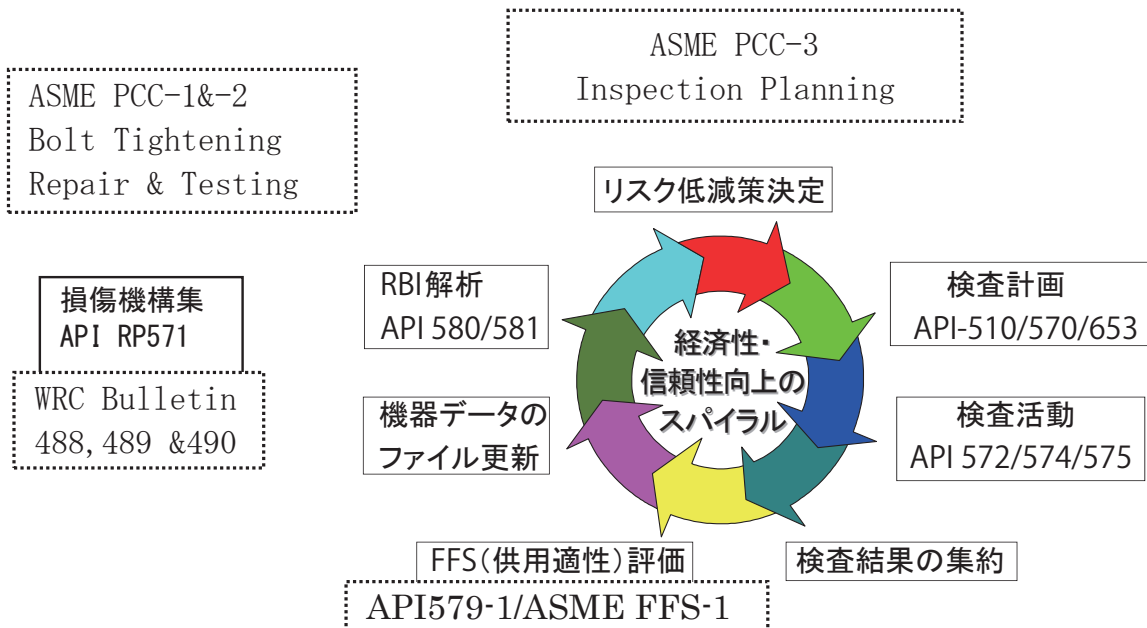 ASME PCC-3
Inspection Planning
ASME PCC-1&-2
Bolt Tightening
Repair & Testing
リスク低減策決定
損傷機構集
API RP571
WRC Bulletin
488,489 &490
RBI解析
API 580/581
検査計画
API-510/570/653
経済性・
信頼性向上の
スパイラル
機器データの
ファイル更新
検査活動
API 572/574/575
FFS(供用適性)評価
API579-1/ASME FFS-1
検査結果の集約